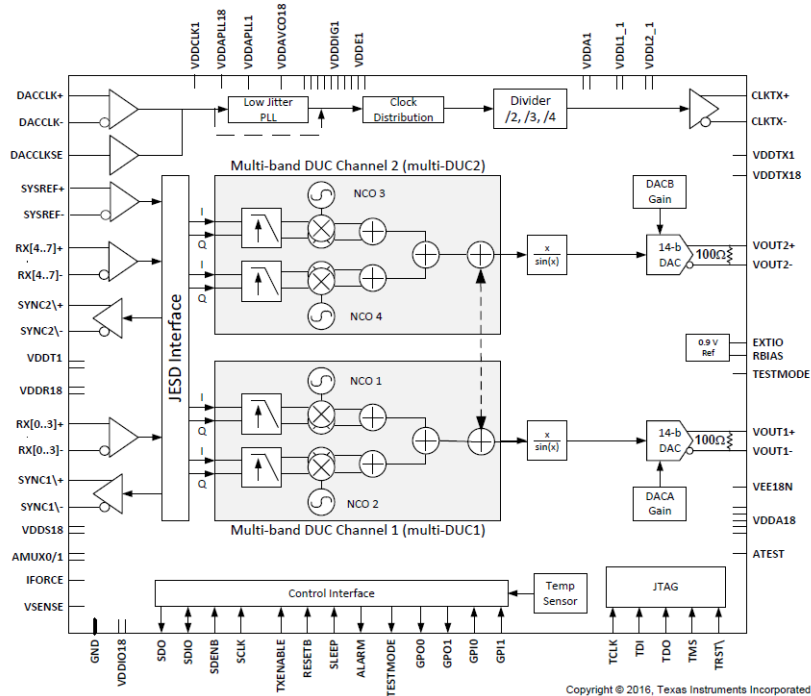 VDDCLK1
VDDAPLL18
VDDAPLL1
VDDAVCO18
VDDDIG1
VDDE1
VDDA1
VDDL1_1
VDDL2_1
DACCLK+
DACCLK-
DACCLKSE
Low Jitter
PLL
Clock
Distribution
Divider
/2, /3, /4
CLKTX+
CLKTX-
VDDTX1
VDDTX18
Multi-band DUC Channel 2 (multi-DUC2)
SYSREF+
SYSREF-
RX[4..7]+
RX[4..7]-
SYNC2\+
SYNC2\-
VDDT1
VDDR18
RX[0..3]+
RX[0..3]-
SYNC1\+
SYNC1\-
VDDS18
AMUX0/1
IFORCE
VSENSE
JESD Interface
I
Q
I
Q
NCO 3
NCO 4
x
sin(x)
DACB
Gain
14-b
DAC
100Ω
VOUT2+
VOUT2-
0.9 V
Ref
EXTIO
RBIAS
TESTMODE
I
Q
I
Q
NCO 1
NCO 2
x
sin(x)
14-b
DAC
100Ω
VOUT1+
VOUT1-
DACA
Gain
VEE18N
VDDA18
ATEST
Multi-band DUC Channel 1 (multi-DUC1)
Control Interface
Temp
Sensor
JTAG
GND
VDDIO18
SDO
SDIO
SDENB
SCLK
TXENABLE
RESETB
SLEEP
ALARM
TESTMODE
GPO0
GPO1
GPI0
GPI1
TCLK
TDI
TDO
TMS
TRST\
Copyright © 2016, Texas Instruments Incorporated